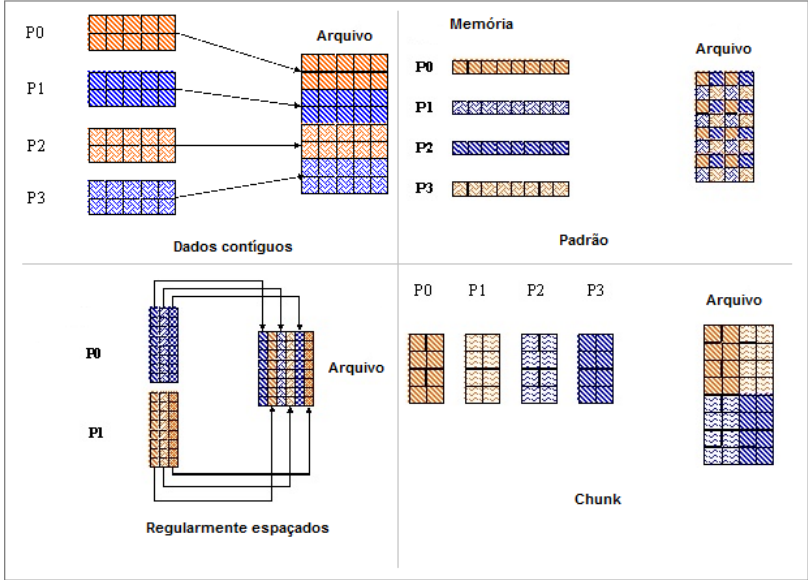 P0
P1
P2
P3
Arquivo
Dados contíguos
Memória
P0
P1
P2
P3
Arquivo
Padrão
P0
P1
Arquivo
Regularmente espaçados
P0 P1 P2 P3
Arquivo
Chunk